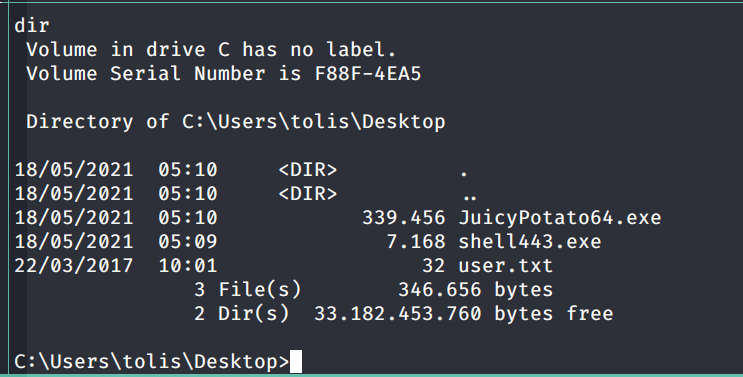 dir
Volume in drive C has no label.
Volume Serial Number is F88F-4EA5
Directory of C:\Users\tolis\Desktop
18/05/2021  05:10    <DIR>          .
18/05/2021  05:10    <DIR>          ..
18/05/2021  05:10           339.456 JuicyPotato64.exe
18/05/2021  05:09             7.168 shell443.exe
22/03/2017  10:01                32 user.txt
3 File(s)        346.656 bytes
2 Dir(s)  33.182.453.760 bytes free
C:\Users\tolis\Desktop>